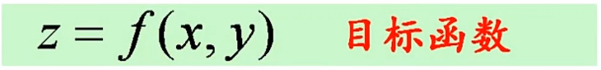 z = f(x, y) 目标函数